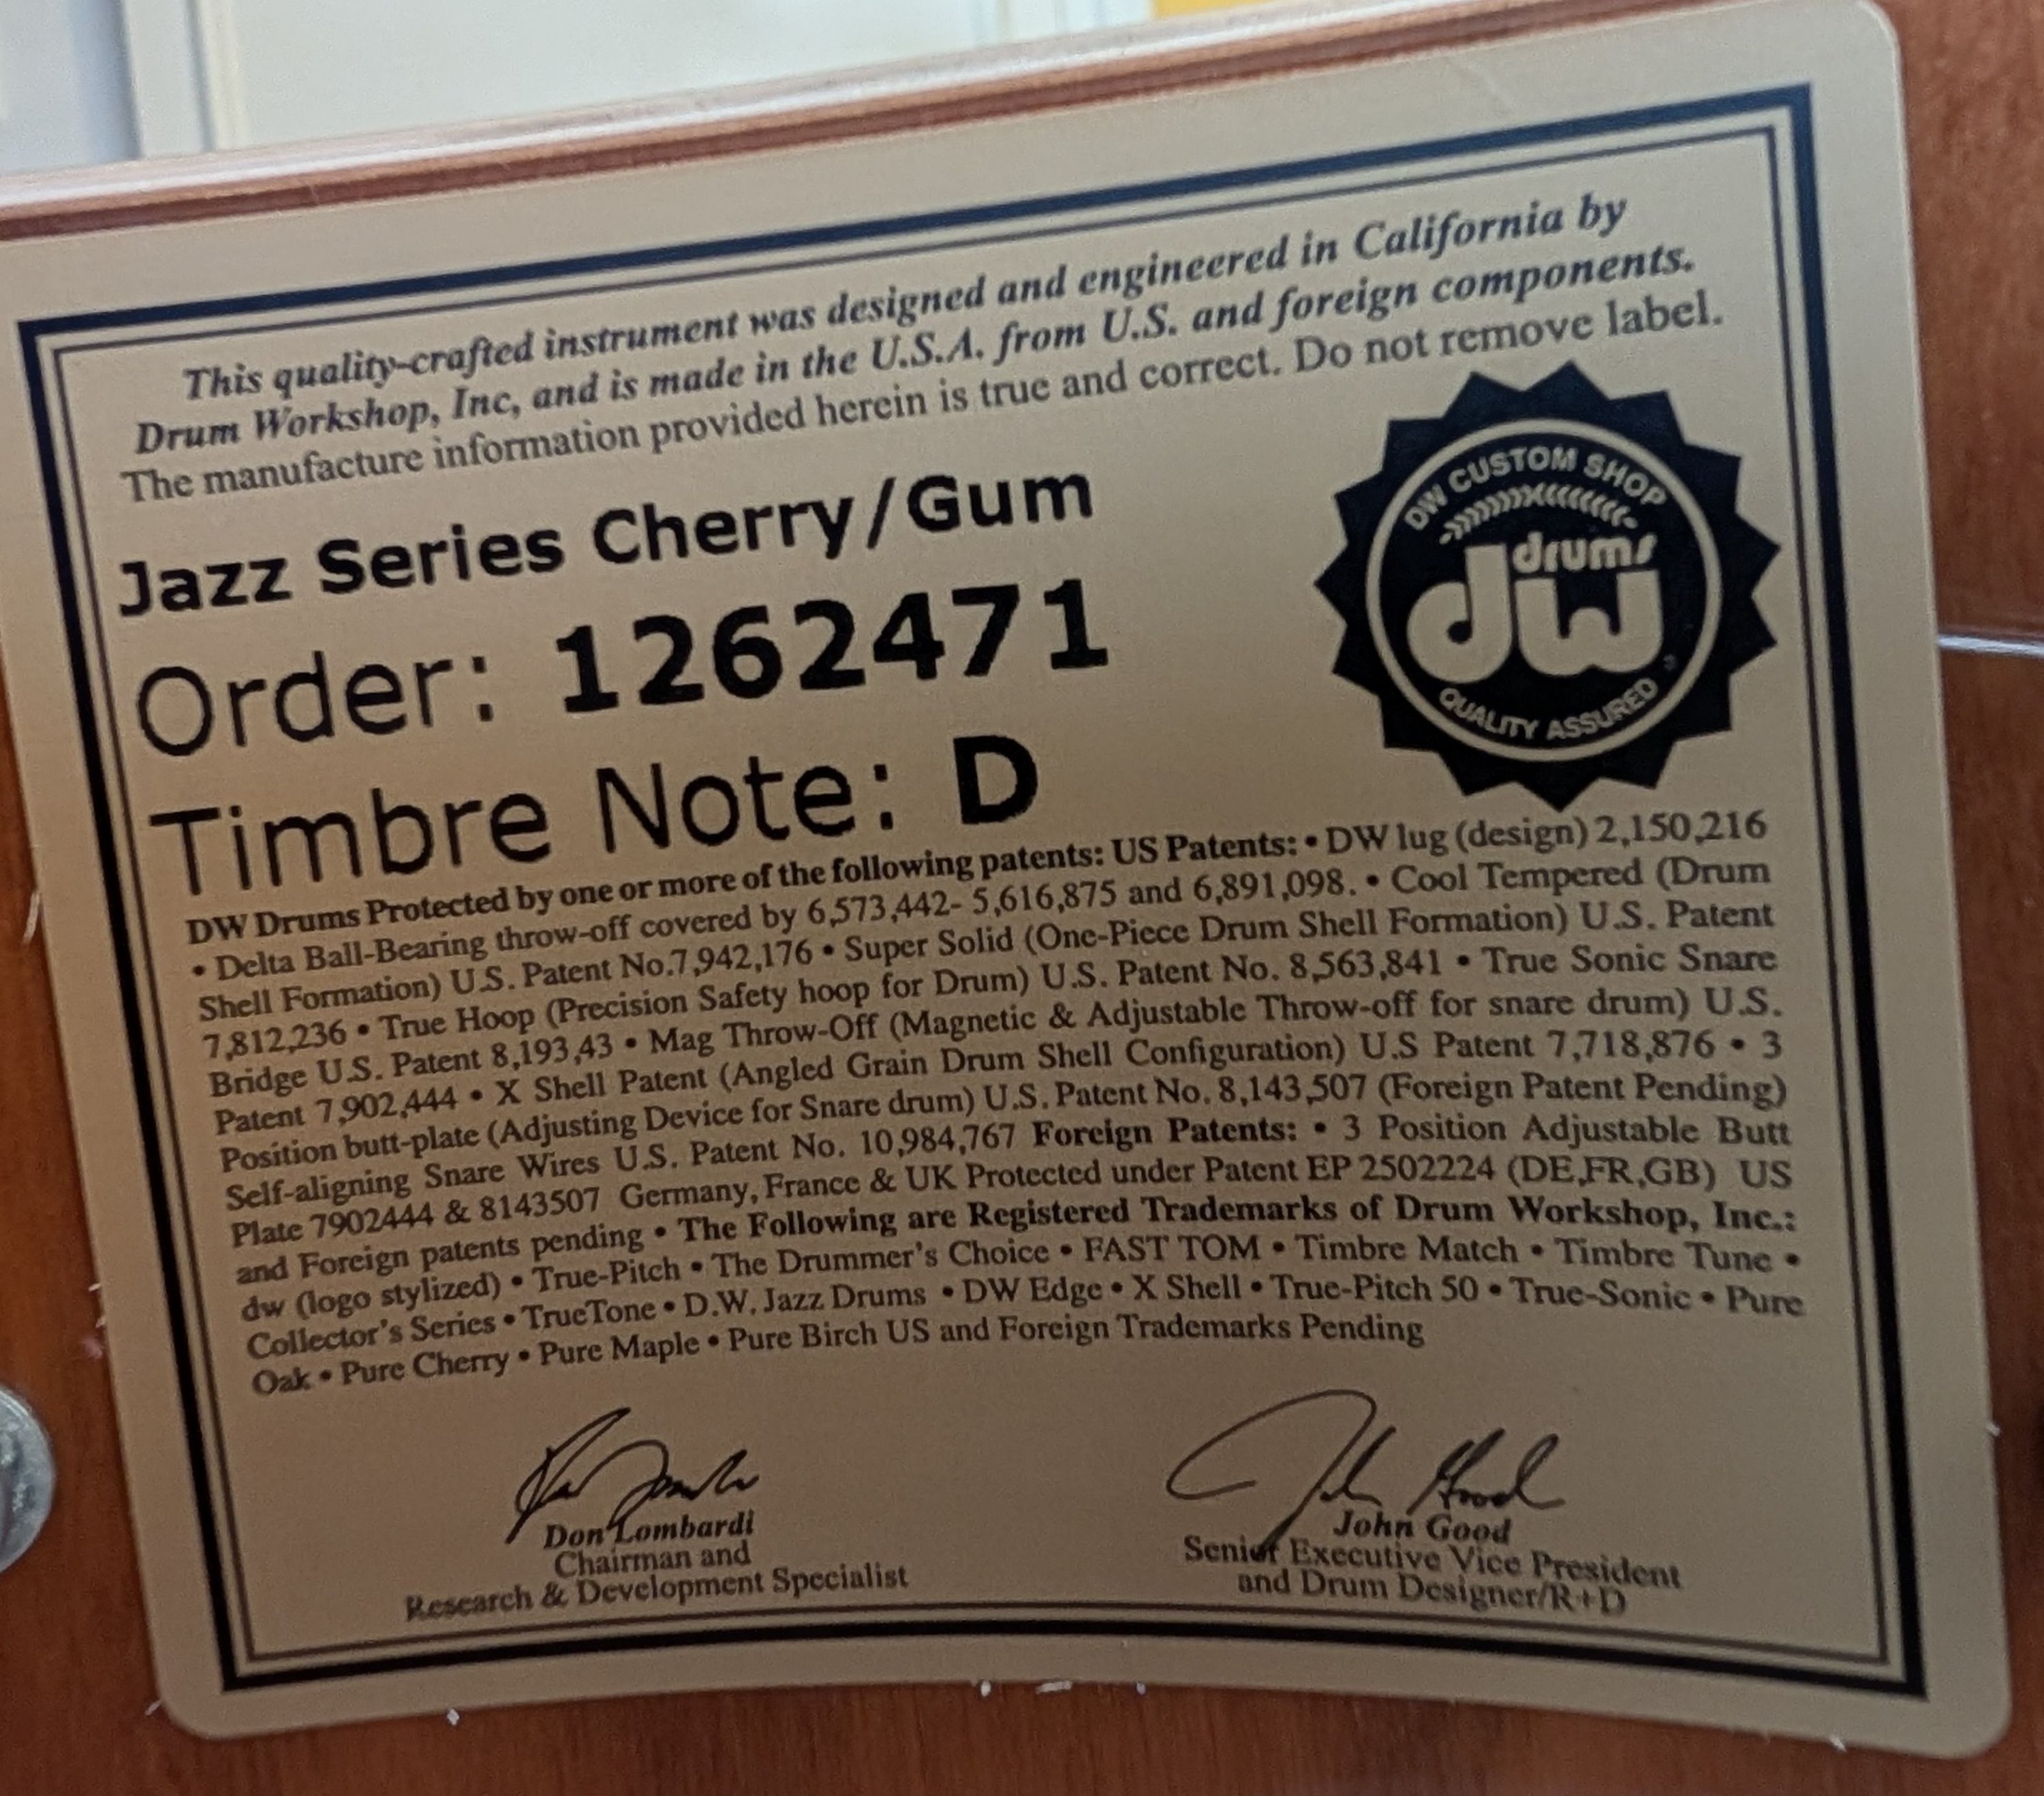 This quality-crafted instrument was designed and engineered in California by
Drum Workshop, Inc, and is made in the U.S.A. from U.S. and foreign components.
The manufacture information provided herein is true and correct. Do not remove label.
DW CUSTOM SHOP
drums
dw
QUALITY ASSURED
Jazz Series Cherry/Gum
Order: 1262471
Timbre Note: D
DW Drums Protected by one or more of the following patents: US Patents: • DW lug (design) 2,150,216
• Delta Ball-Bearing throw-off covered by 6,573,442- 5,616,875 and 6,891,098. • Cool Tempered (Drum
Shell Formation) U.S. Patent No.7,942,176 • Super Solid (One-Piece Drum Shell Formation) U.S. Patent
7,812,236 • True Hoop (Precision Safety hoop for Drum) U.S. Patent No. 8,563,841 • True Sonic Snare
Bridge U.S. Patent 8,193,43 • Mag Throw-Off (Magnetic & Adjustable Throw-off for snare drum) U.S.
Patent 7,902,444 • X Shell Patent (Angled Grain Drum Shell Configuration) U.S Patent 7,718,876 • 3
Position butt-plate (Adjusting Device for Snare drum) U.S. Patent No. 8,143,507 (Foreign Patent Pending)
Self-aligning Snare Wires U.S. Patent No. 10,984,767 Foreign Patents: • 3 Position Adjustable Butt
Plate 7902444 & 8143507 Germany, France & UK Protected under Patent EP 2502224 (DE,FR,GB) US
and Foreign patents pending • The Following are Registered Trademarks of Drum Workshop, Inc.:
dw (logo stylized) • True-Pitch • The Drummer's Choice • FAST TOM • Timbre Match • Timbre Tune •
Collector's Series • TrueTone • D.W. Jazz Drums • DW Edge • X Shell • True-Pitch 50 • True-Sonic • Pure
Oak • Pure Cherry • Pure Maple • Pure Birch US and Foreign Trademarks Pending
Don Lombardi
Chairman and
Research & Development Specialist
John Good
John Good
Senior Executive Vice President
and Drum Designer/R+D